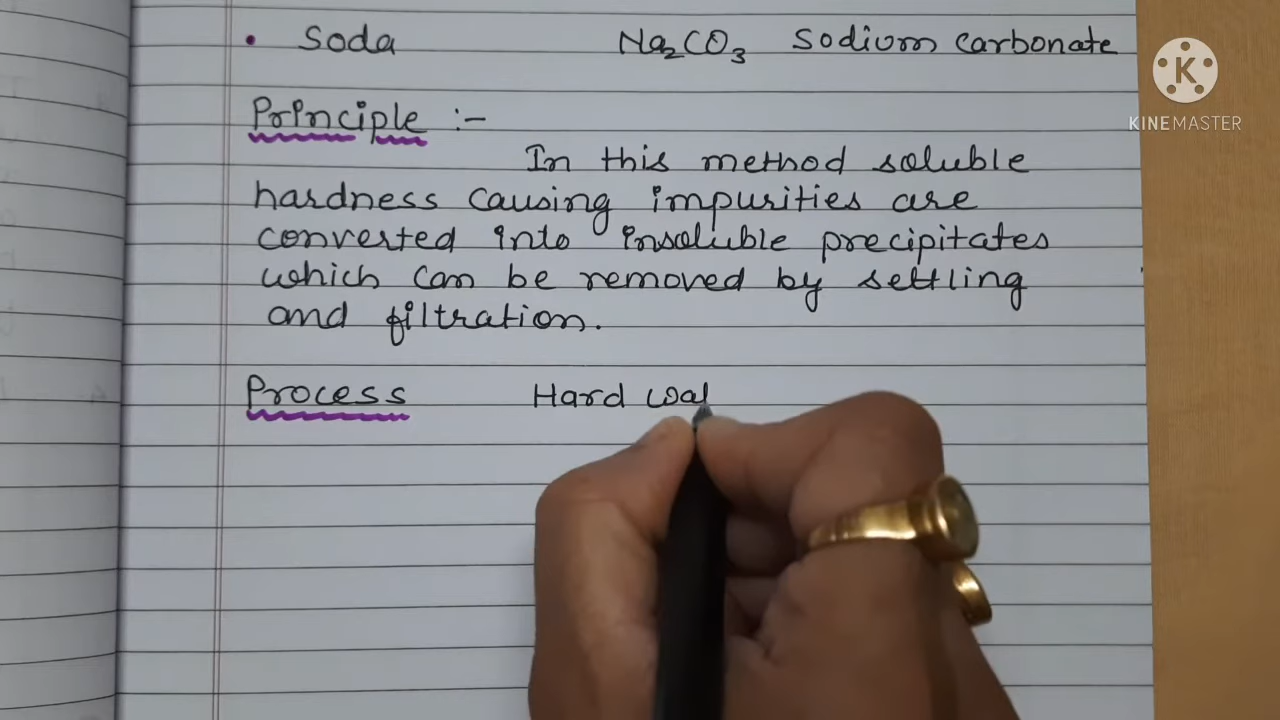 • Soda Na₂CO₃ Sodium carbonate
Principle :-
In this method soluble
hardness causing impurities are
converted into insoluble precipitates
which can be removed by settling
and filtration.
Process Hard wat
K
KINEMASTER